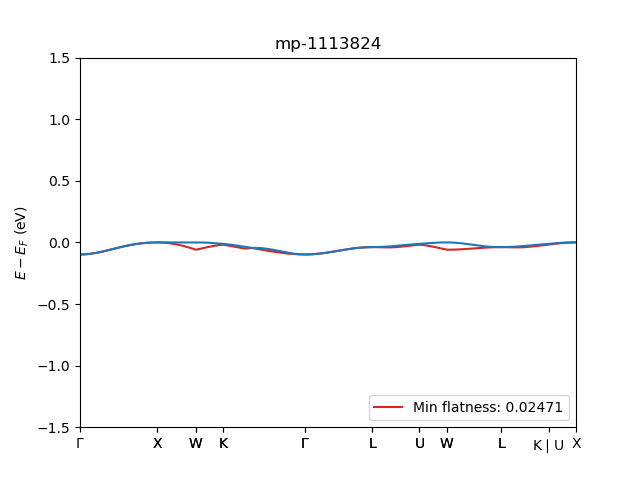 mp-1113824
E − E_F (eV)
1.5
1.0
0.5
0.0
−0.5
−1.0
−1.5
Min flatness: 0.02471
Γ X W K Γ L U W L K | U X